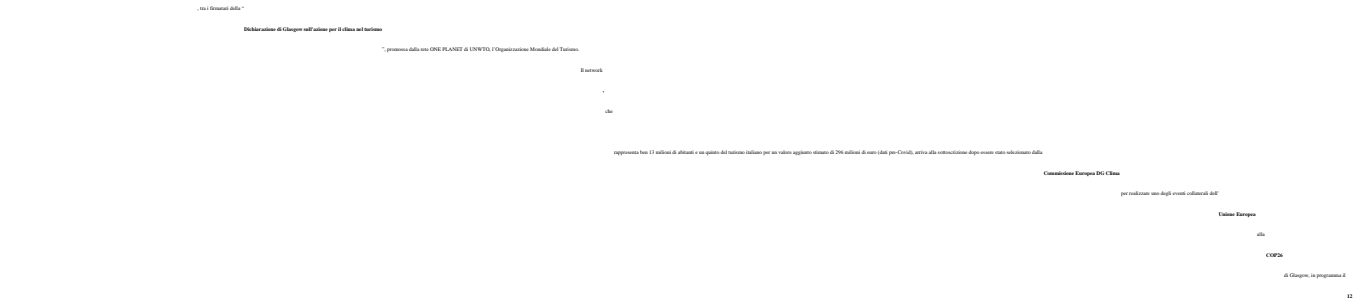 , tra i firmatari della “
Dichiarazione di Glasgow sull'azione per il clima nel turismo
”, promossa dalla rete ONE PLANET di UNWTO, l'Organizzazione Mondiale del Turismo.
Il network
,
che
rappresenta ben 13 milioni di abitanti e un quinto del turismo italiano per un valore aggiunto stimato di 296 milioni di euro (dati pre-Covid), arriva alla sottoscrizione dopo essere stato selezionato dalla
Commissione Europea DG Clima
per realizzare uno degli eventi collaterali dell'
Unione Europea
alla
COP26
di Glasgow, in programma il
12